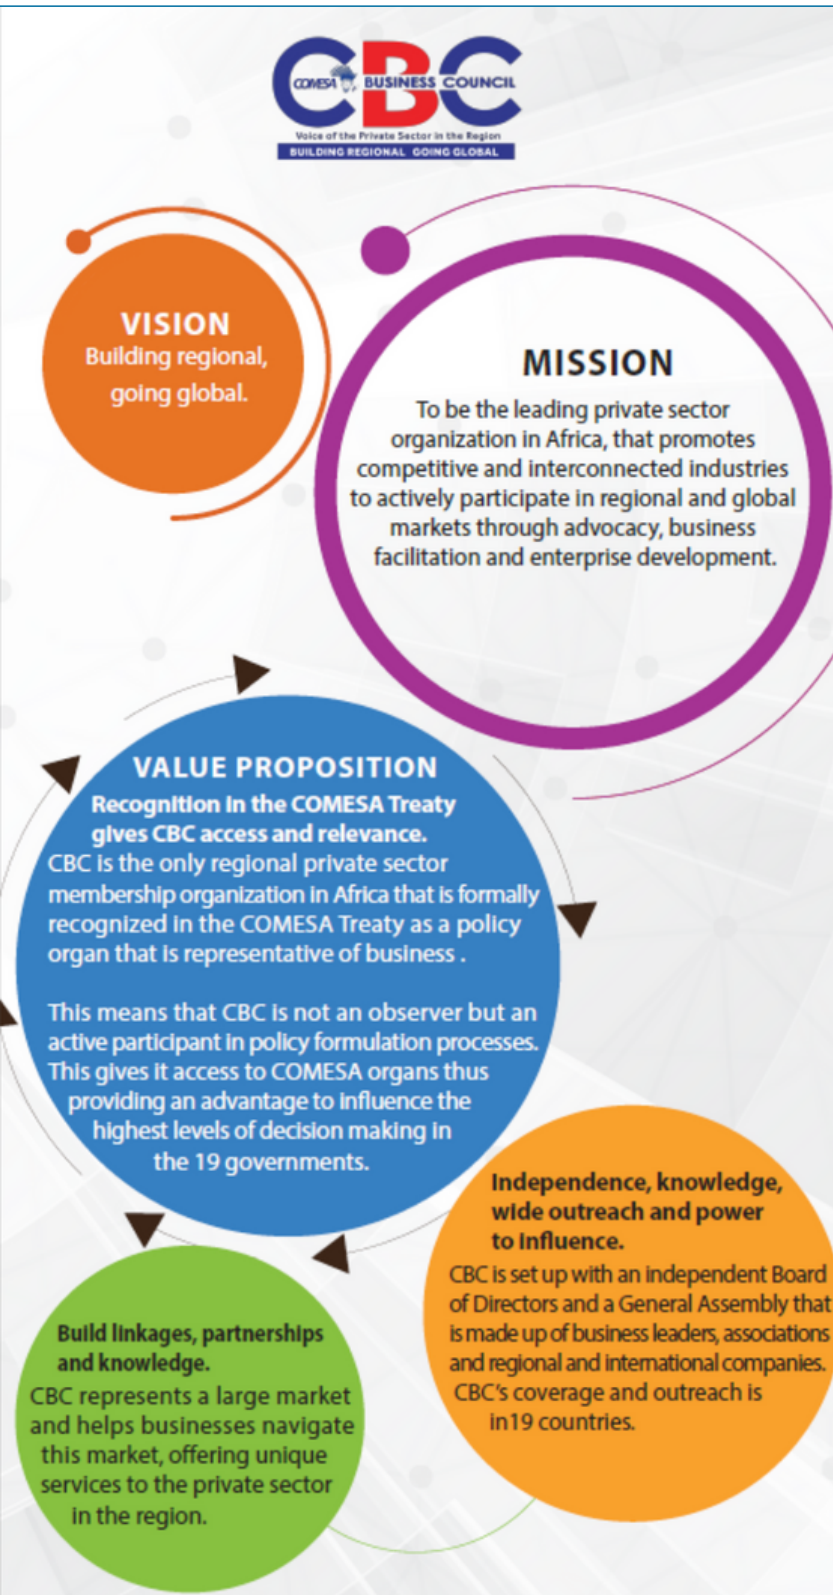 CBC
COMESA BUSINESS COUNCIL
Voice of the Private Sector in the Region
BUILDING REGIONAL GOING GLOBAL
VISION
Building regional,
going global.
MISSION
To be the leading private sector
organization in Africa, that promotes
competitive and interconnected industries
to actively participate in regional and global
markets through advocacy, business
facilitation and enterprise development.
VALUE PROPOSITION
Recognition in the COMESA Treaty
gives CBC access and relevance.
CBC is the only regional private sector
membership organization in Africa that is formally
recognized in the COMESA Treaty as a policy
organ that is representative of business .
This means that CBC is not an observer but an
active participant in policy formulation processes.
This gives it access to COMESA organs thus
providing an advantage to influence the
highest levels of decision making in
the 19 governments.
Independence, knowledge,
wide outreach and power
to influence.
CBC is set up with an independent Board
of Directors and a General Assembly that
is made up of business leaders, associations
and regional and international companies.
CBC's coverage and outreach is
in19 countries.
Build linkages, partnerships
and knowledge.
CBC represents a large market
and helps businesses navigate
this market, offering unique
services to the private sector
in the region.